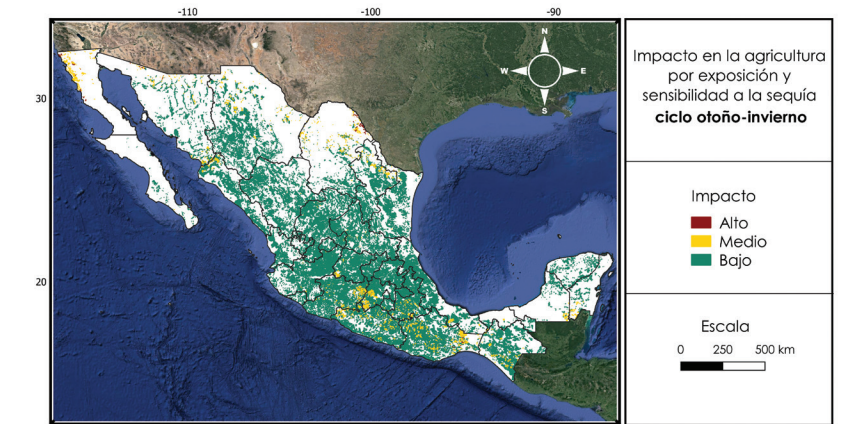 -110
-100
-90
30
20
N
W
E
S
Impacto en la agricultura
por exposición y
sensibilidad a la sequía
ciclo otoño-invierno
Impacto
Alto
Medio
Bajo
Escala
0 250 500 km